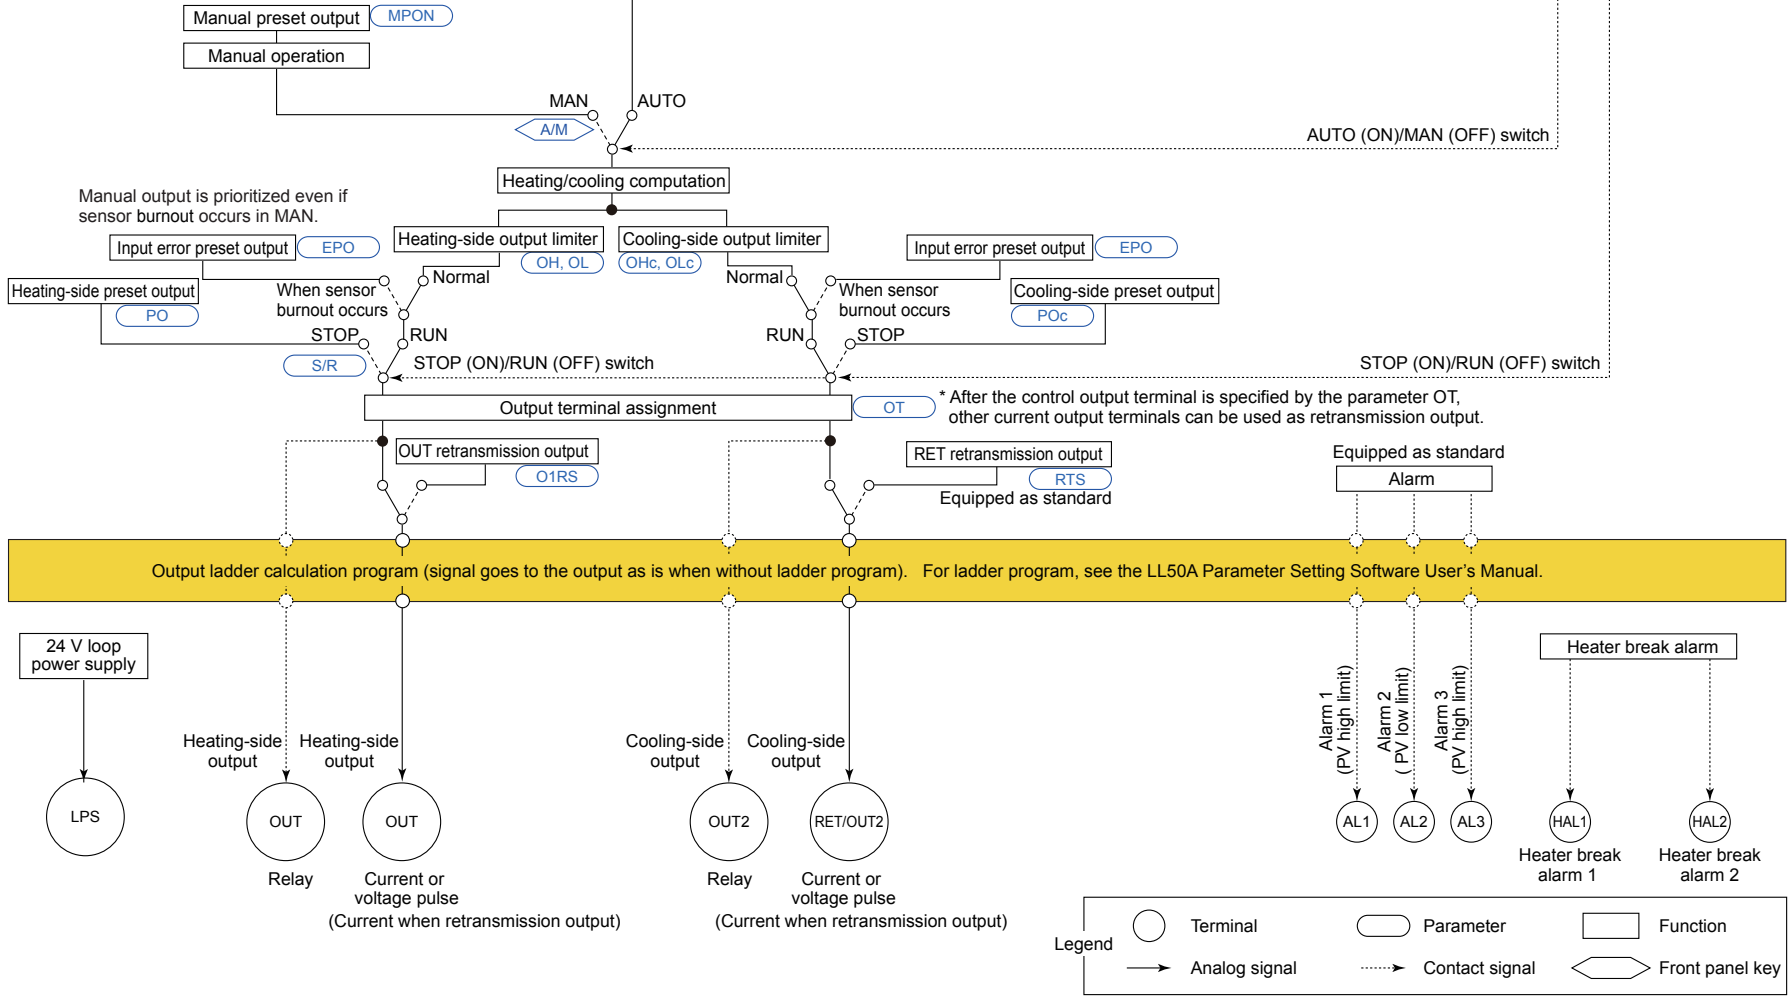 Manual preset output
MPON
Manual operation
MAN
AUTO
A/M
AUTO (ON)/MAN (OFF) switch
Heating/cooling computation
Manual output is prioritized even if
sensor burnout occurs in MAN.
Input error preset output
EPO
Heating-side output limiter
OH, OL
Cooling-side output limiter
OHc, OLc
Input error preset output
EPO
Normal
Normal
Heating-side preset output
PO
When sensor
burnout occurs
When sensor
burnout occurs
Cooling-side preset output
POc
STOP
RUN
RUN
STOP
S/R
STOP (ON)/RUN (OFF) switch
STOP (ON)/RUN (OFF) switch
Output terminal assignment
OT
* After the control output terminal is specified by the parameter OT,
other current output terminals can be used as retransmission output.
OUT retransmission output
O1RS
RET retransmission output
RTS
Equipped as standard
Equipped as standard
Alarm
Output ladder calculation program (signal goes to the output as is when without ladder program). For ladder program, see the LL50A Parameter Setting Software User's Manual.
24 V loop
power supply
Heater break alarm
Alarm 1
(PV high limit)
Alarm 2
( PV low limit)
Alarm 3
(PV high limit)
Heating-side
output
Heating-side
output
Cooling-side
output
Cooling-side
output
LPS
OUT
OUT
OUT2
RET/OUT2
AL1
AL2
AL3
HAL1
HAL2
Heater break
alarm 1
Heater break
alarm 2
Relay
Current or
voltage pulse
(Current when retransmission output)
Relay
Current or
voltage pulse
(Current when retransmission output)
Legend
Terminal
Parameter
Function
Analog signal
Contact signal
Front panel key